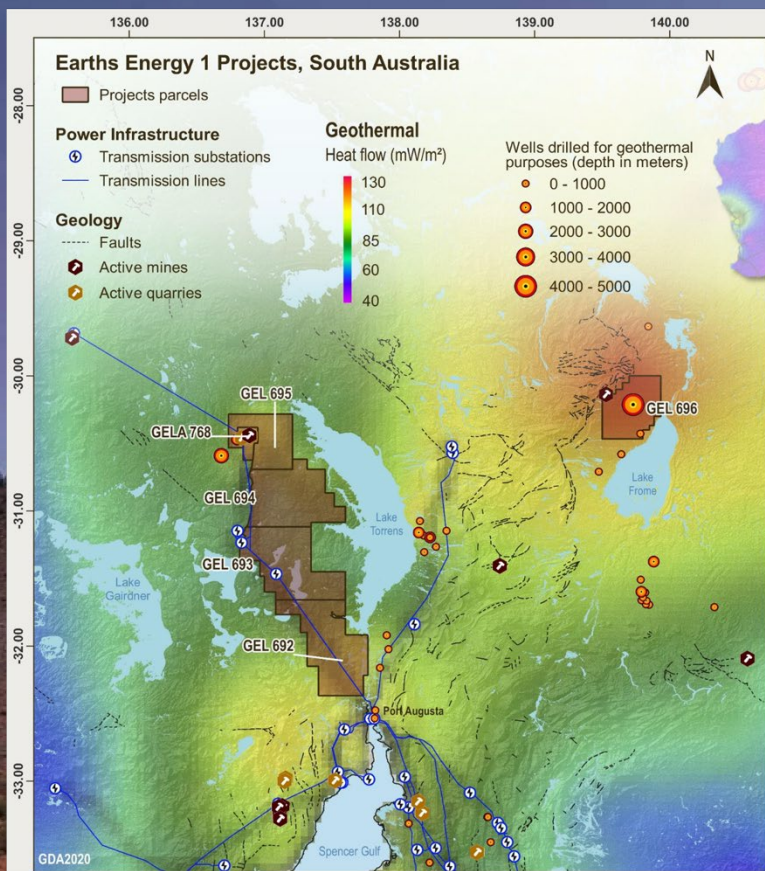 136.00
137.00
138.00
139.00
140.00
Earths Energy 1 Projects, South Australia
N
Projects parcels
Power Infrastructure
Transmission substations
Transmission lines
Geology
Faults
Active mines
Active quarries
Geothermal
Heat flow (mW/m²)
130
110
85
60
40
Wells drilled for geothermal
purposes (depth in meters)
0 - 1000
1000 - 2000
2000 - 3000
3000 - 4000
4000 - 5000
-28.00
-29.00
-30.00
-31.00
-32.00
-33.00
GEL 695
GELA 768
GEL 696
GEL 694
Lake
Frome
Lake
Torrens
GEL 693
Lake
Gairdner
GEL 692
Port Augusta
Spencer Gulf
GDA2020